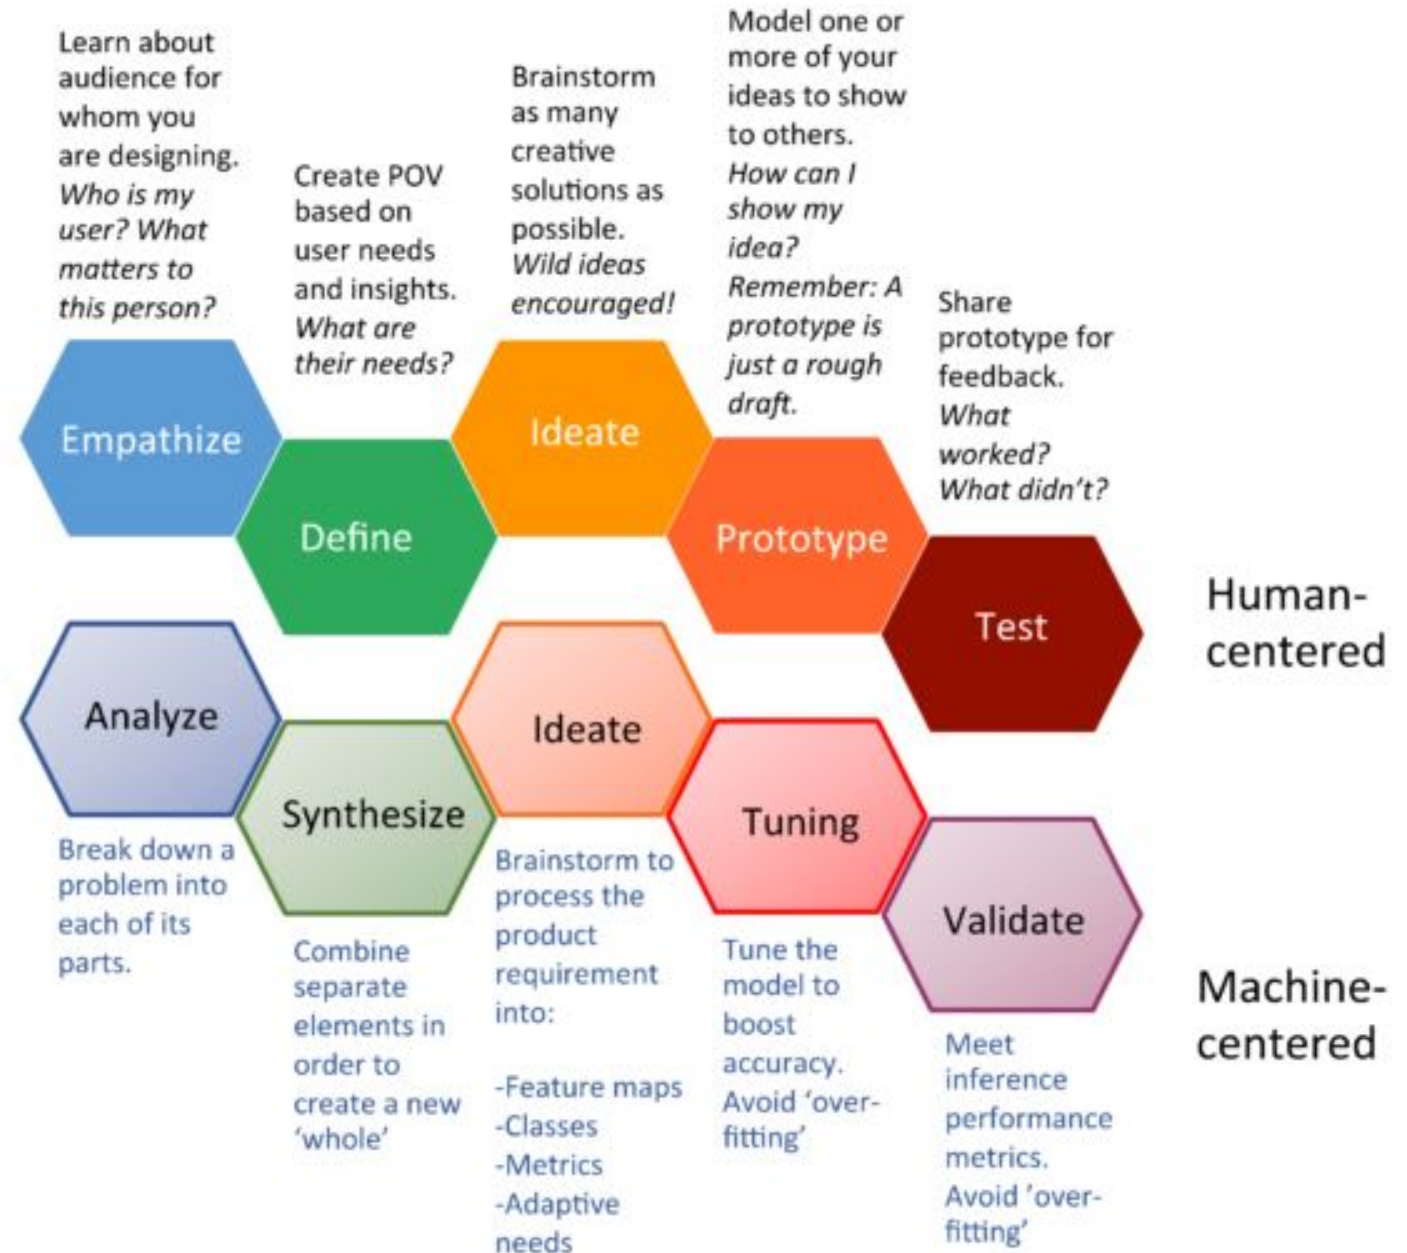 Learn about
audience for
whom you
are designing.
Who is my
user? What
matters to
this person?
Create POV
based on
user needs
and insights.
What are
their needs?
Brainstorm
as many
creative
solutions as
possible.
Wild ideas
encouraged!
Model one or
more of your
ideas to show
to others.
How can I
show my
idea?
Remember: A
prototype is
just a rough
draft.
Share
prototype for
feedback.
What
worked?
What didn't?
Empathize
Define
Ideate
Prototype
Test
Human-
centered
Analyze
Synthesize
Ideate
Tuning
Validate
Machine-
centered
Break down a
problem into
each of its
parts.
Combine
separate
elements in
order to
create a new
‘whole’
Brainstorm to
process the
product
requirement
into:
-Feature maps
-Classes
-Metrics
-Adaptive
needs
Tune the
model to
boost
accuracy.
Avoid ‘over-
fitting’
Meet
inference
performance
metrics.
Avoid ’over-
fitting’